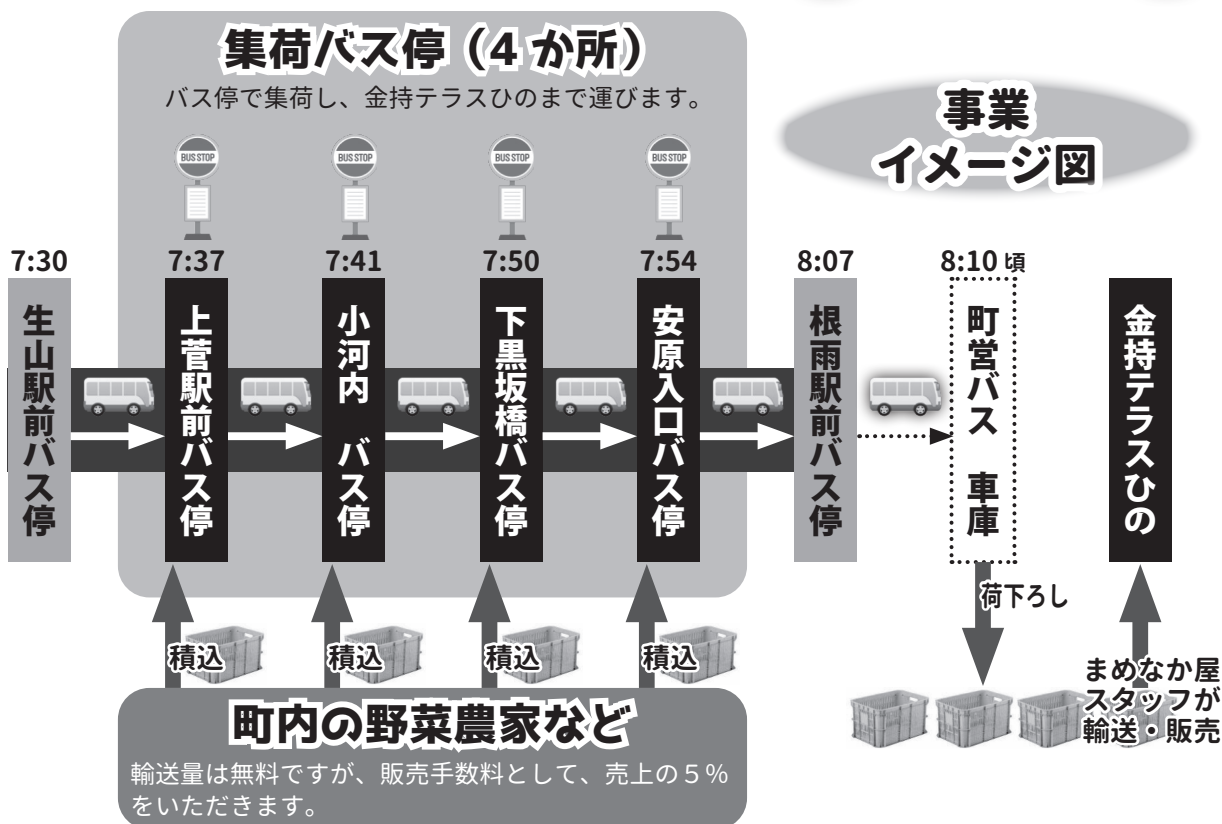 集荷バス停（4か所）
バス停で集荷し、金持テラスひのまで運びます。
事業
イメージ図
BUS STOP
BUS STOP
BUS STOP
BUS STOP
7:30
7:37
7:41
7:50
7:54
8:07
8:10 頃
生山駅前バス停
上菅駅前バス停
小河内 バス停
下黒坂橋バス停
安原入口バス停
根雨駅前バス停
町営バス 車庫
金持テラスひの
荷下ろし
積込
積込
積込
積込
まめなか屋
スタッフが
輸送・販売
町内の野菜農家など
輸送量は無料ですが、販売手数料として、売上の５％
をいただきます。